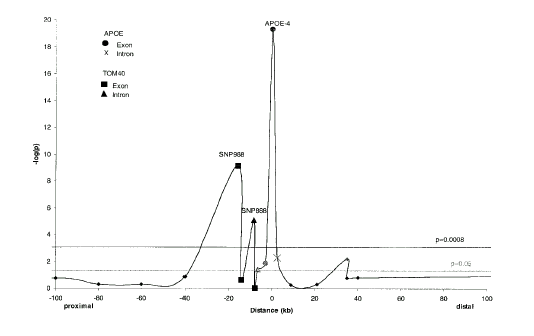 20
18
16
14
12
10
8
6
4
2
0
-log(p)
APOE
Exon
Intron
TOM40
Exon
Intron
APOE-4
SNP988
SNP888
p=0.0008
p=0.05
-100 -80 -60 -40 -20 0 20 40 60 80 100
proximal Distance (kb) distal